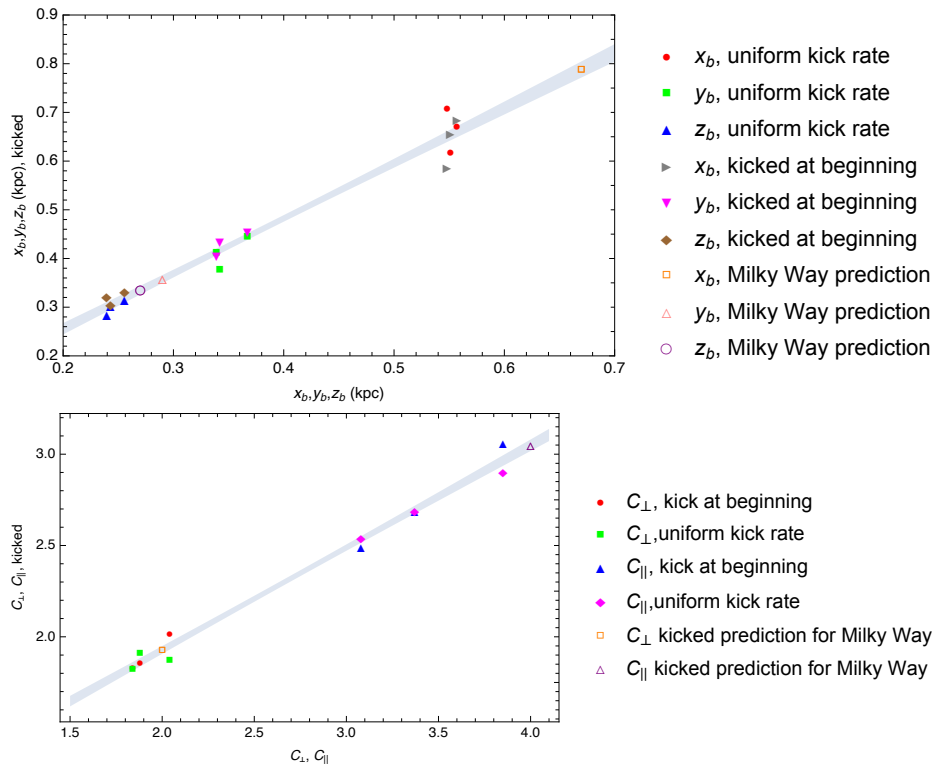 0.9
0.8
0.7
0.6
0.5
0.4
0.3
0.2
x_b,y_b,z_b (kpc), kicked
0.2 0.3 0.4 0.5 0.6 0.7
x_b,y_b,z_b (kpc)
x_b, uniform kick rate
y_b, uniform kick rate
z_b, uniform kick rate
x_b, kicked at beginning
y_b, kicked at beginning
z_b, kicked at beginning
x_b, Milky Way prediction
y_b, Milky Way prediction
z_b, Milky Way prediction
3.0
2.5
2.0
C_⊥, C_||, kicked
1.5 2.0 2.5 3.0 3.5 4.0
C_⊥, C_||
C_⊥, kick at beginning
C_⊥,uniform kick rate
C_||, kick at beginning
C_||,uniform kick rate
C_⊥ kicked prediction for Milky Way
C_|| kicked prediction for Milky Way